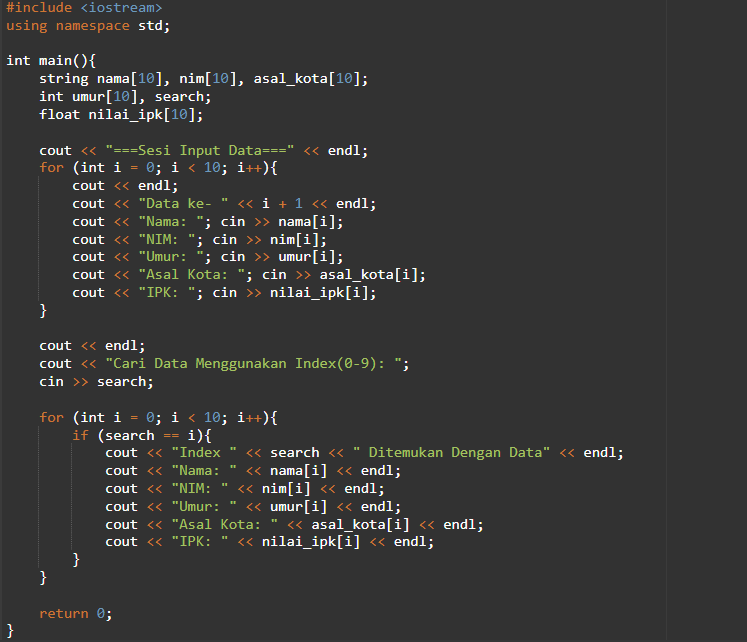 #include <iostream>
using namespace std;
int main(){
string nama[10], nim[10], asal_kota[10];
int umur[10], search;
float nilai_ipk[10];
cout << "===Sesi Input Data===" << endl;
for (int i = 0; i < 10; i++){
cout << endl;
cout << "Data ke- " << i + 1 << endl;
cout << "Nama: "; cin >> nama[i];
cout << "NIM: "; cin >> nim[i];
cout << "Umur: "; cin >> umur[i];
cout << "Asal Kota: "; cin >> asal_kota[i];
cout << "IPK: "; cin >> nilai_ipk[i];
}
cout << endl;
cout << "Cari Data Menggunakan Index(0-9): ";
cin >> search;
for (int i = 0; i < 10; i++){
if (search == i){
cout << "Index " << search << " Ditemukan Dengan Data" << endl;
cout << "Nama: " << nama[i] << endl;
cout << "NIM: " << nim[i] << endl;
cout << "Umur: " << umur[i] << endl;
cout << "Asal Kota: " << asal_kota[i] << endl;
cout << "IPK: " << nilai_ipk[i] << endl;
}
}
return 0;
}